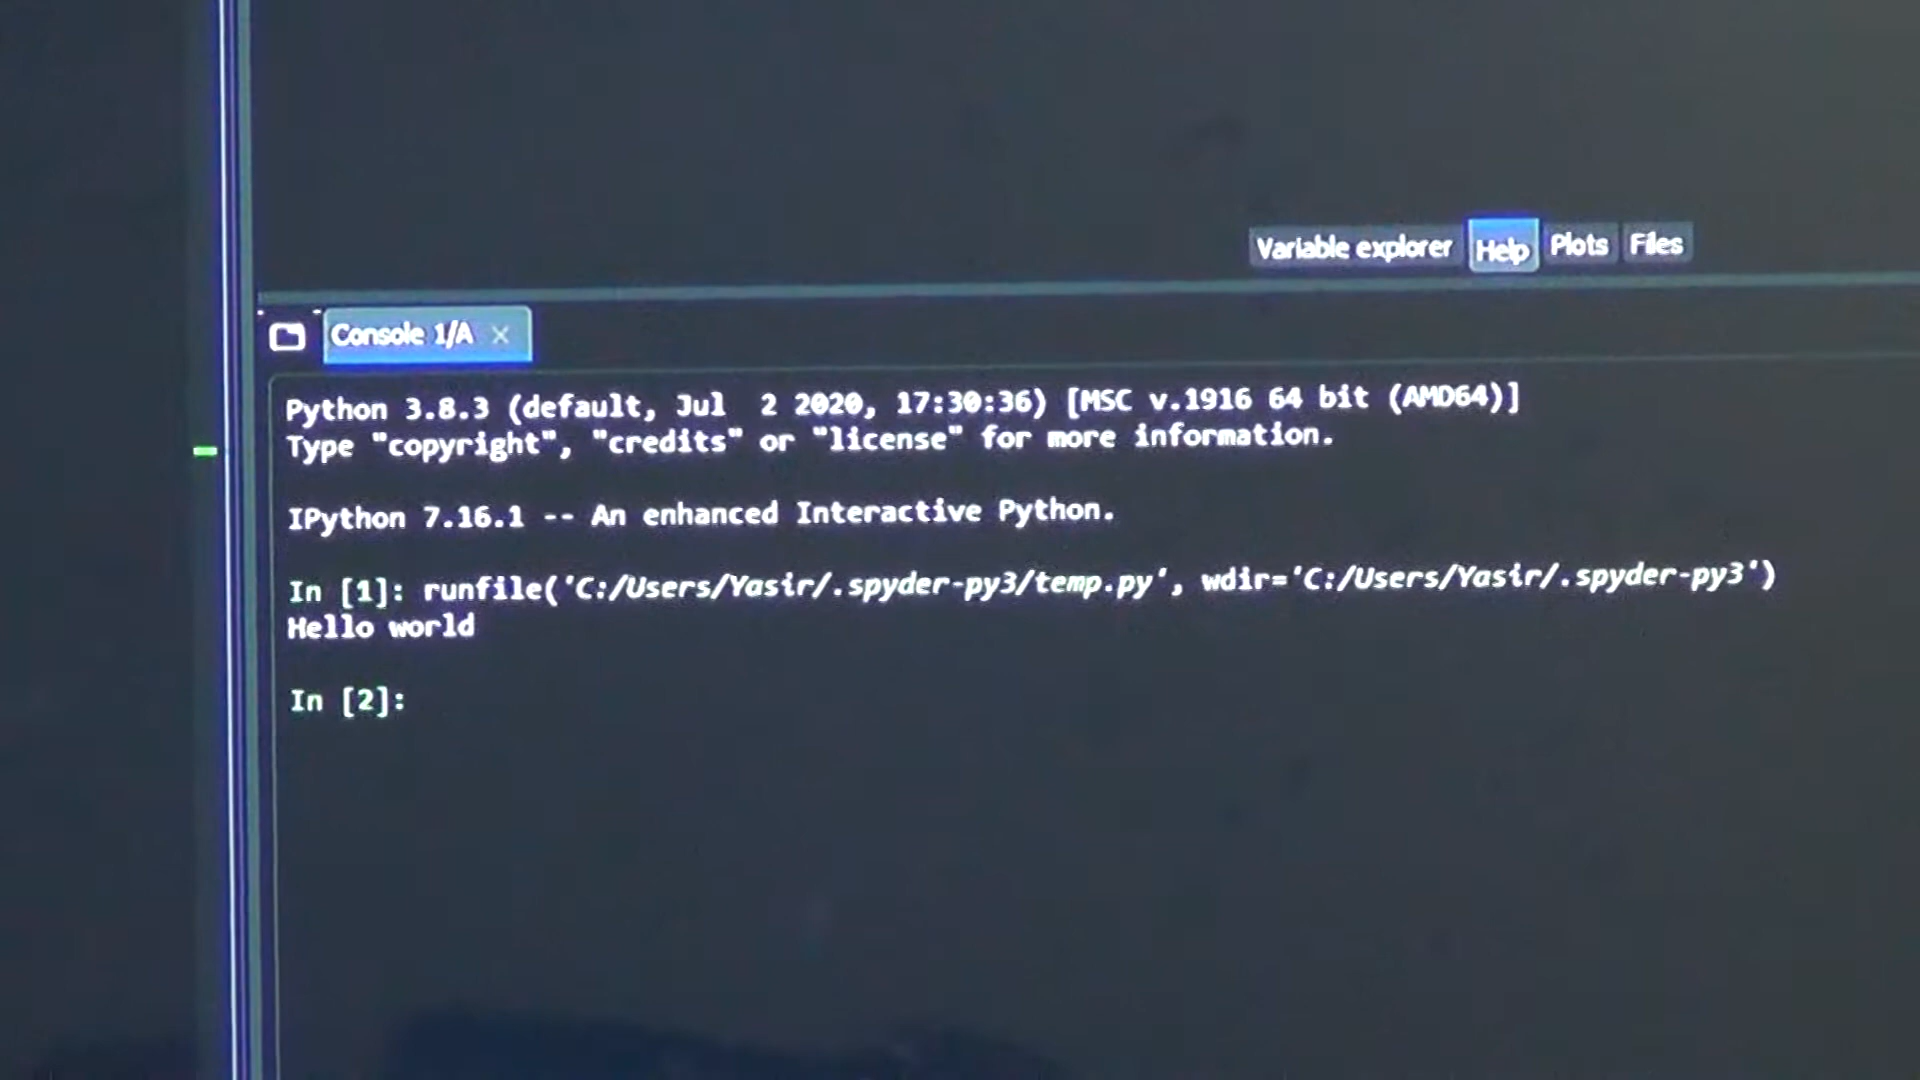 Variable explorer Help Plots Files
Console 1/A
Python 3.8.3 (default, Jul  2 2020, 17:30:36) [MSC v.1916 64 bit (AMD64)]
Type "copyright", "credits" or "license" for more information.
IPython 7.16.1 -- An enhanced Interactive Python.
In [1]: runfile('C:/Users/Yasir/.spyder-py3/temp.py', wdir='C:/Users/Yasir/.spyder-py3')
Hello world
In [2]: